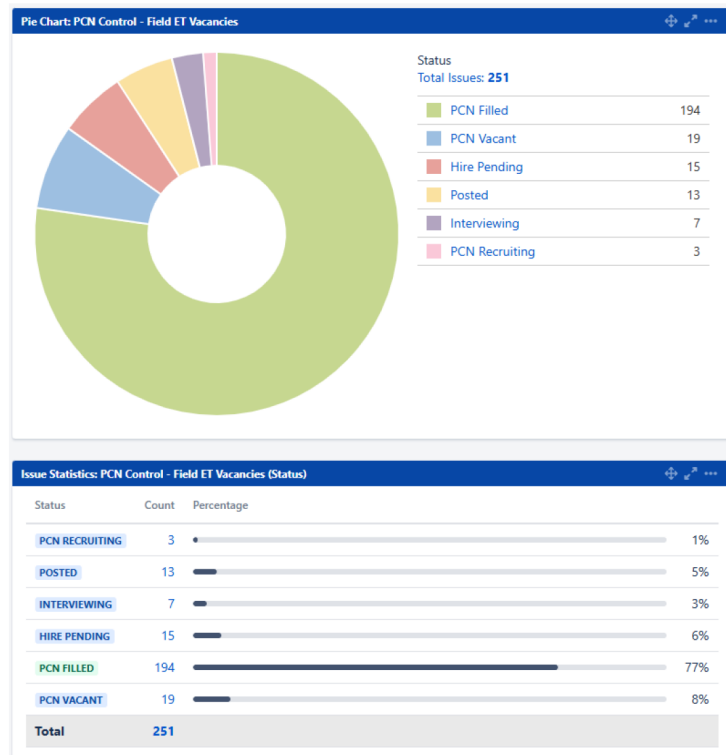 Pie Chart: PCN Control - Field ET Vacancies
Status
Total Issues: 251
PCN Filled 194
PCN Vacant 19
Hire Pending 15
Posted 13
Interviewing 7
PCN Recruiting 3
Issue Statistics: PCN Control - Field ET Vacancies (Status)
Status Count Percentage
PCN RECRUITING 3 1%
POSTED 13 5%
INTERVIEWING 7 3%
HIRE PENDING 15 6%
PCN FILLED 194 77%
PCN VACANT 19 8%
Total 251